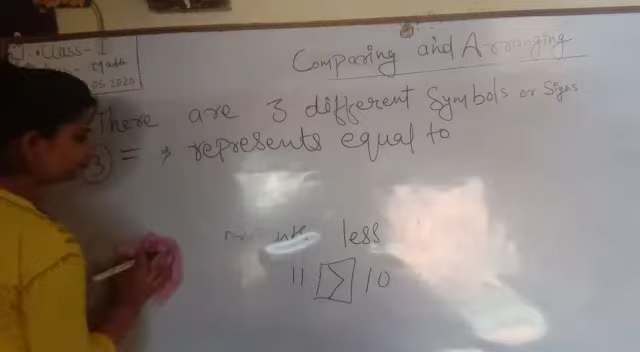 Class - I
Math
05-2020
Comparing and Arranging
There are 3 different Symbols or Signs
3 = , represents equal to
less
11 > 10